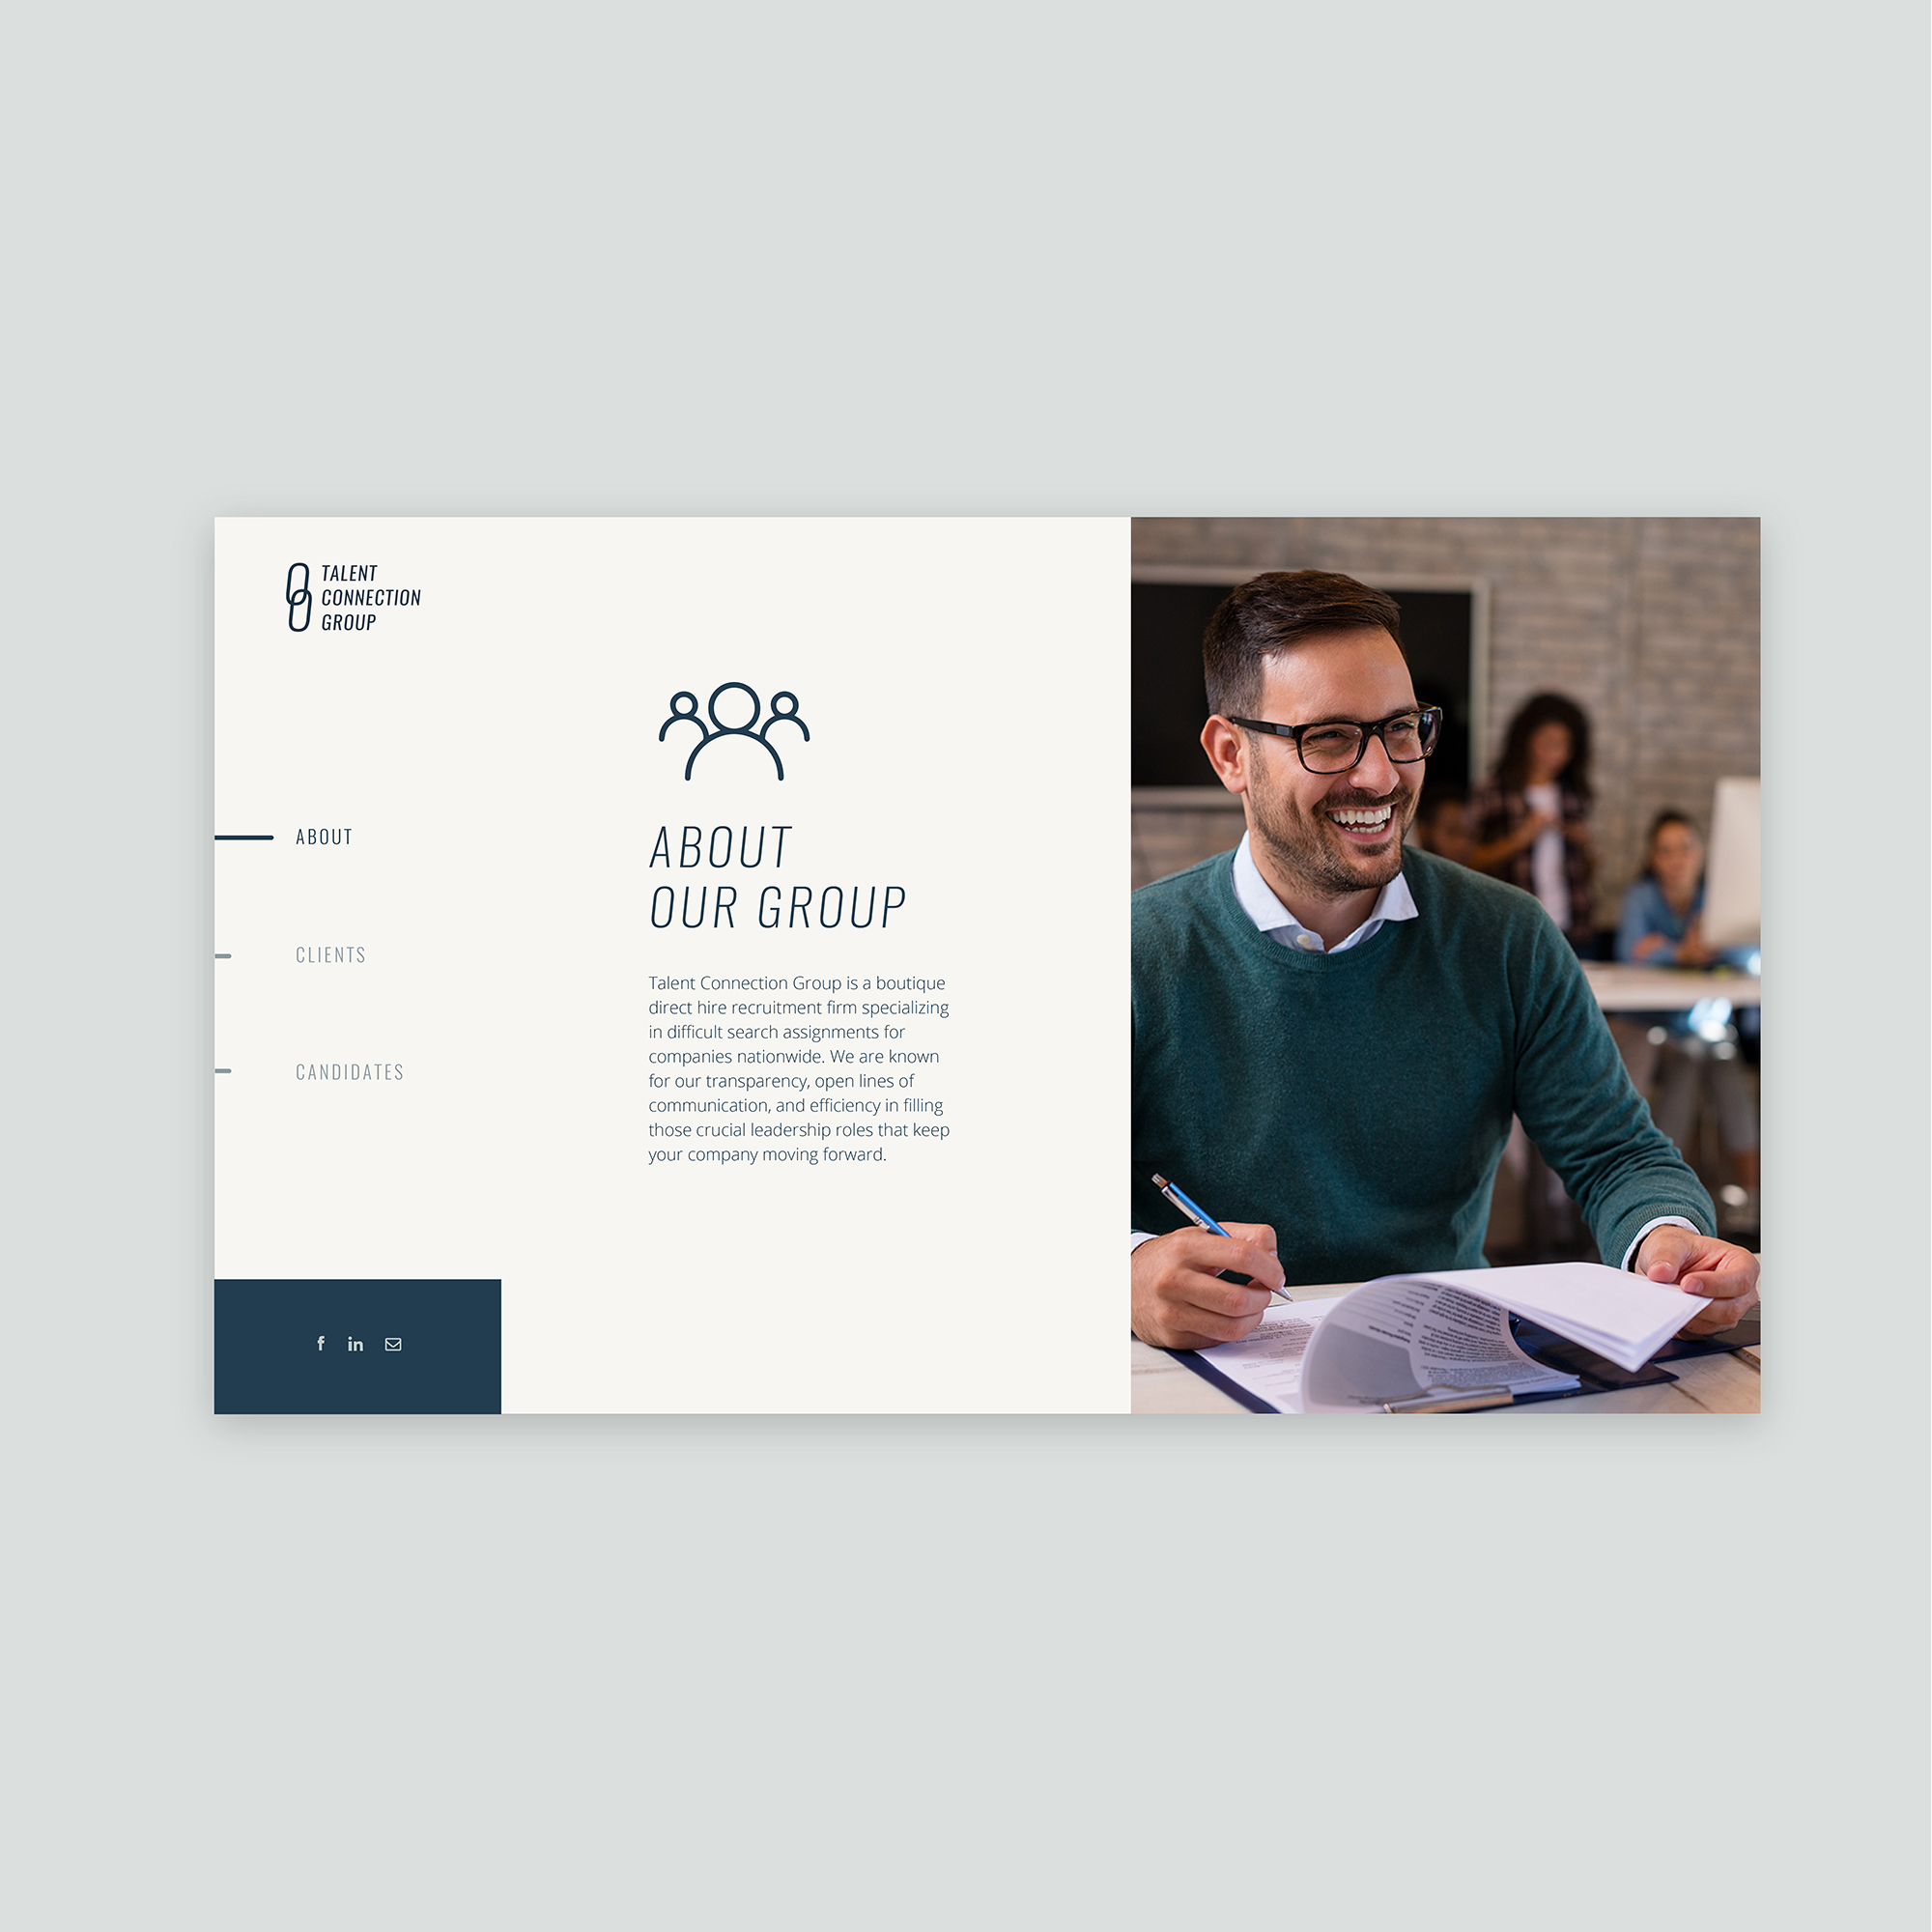 TALENT
CONNECTION
GROUP
ABOUT
CLIENTS
CANDIDATES
f in
ABOUT
OUR GROUP
Talent Connection Group is a boutique
direct hire recruitment firm specializing
in difficult search assignments for
companies nationwide. We are known
for our transparency, open lines of
communication, and efficiency in filling
those crucial leadership roles that keep
your company moving forward.